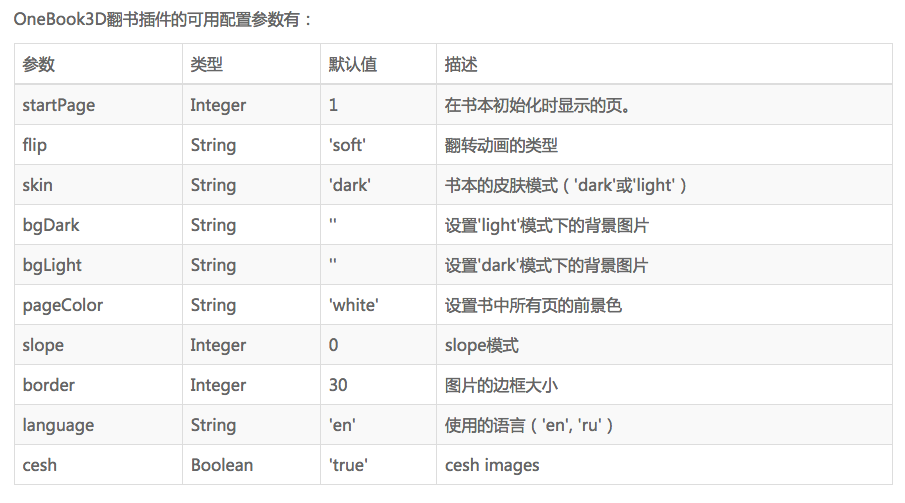 OneBook3D翻书插件的可用配置参数有：
参数 类型 默认值 描述
startPage Integer 1 在书本初始化时显示的页。
flip String 'soft' 翻转动画的类型
skin String 'dark' 书本的皮肤模式（'dark'或'light'）
bgDark String '' 设置'light'模式下的背景图片
bgLight String '' 设置'dark'模式下的背景图片
pageColor String 'white' 设置书中所有页的前景色
slope Integer 0 slope模式
border Integer 30 图片的边框大小
language String 'en' 使用的语言（'en', 'ru'）
cesh Boolean 'true' cesh images